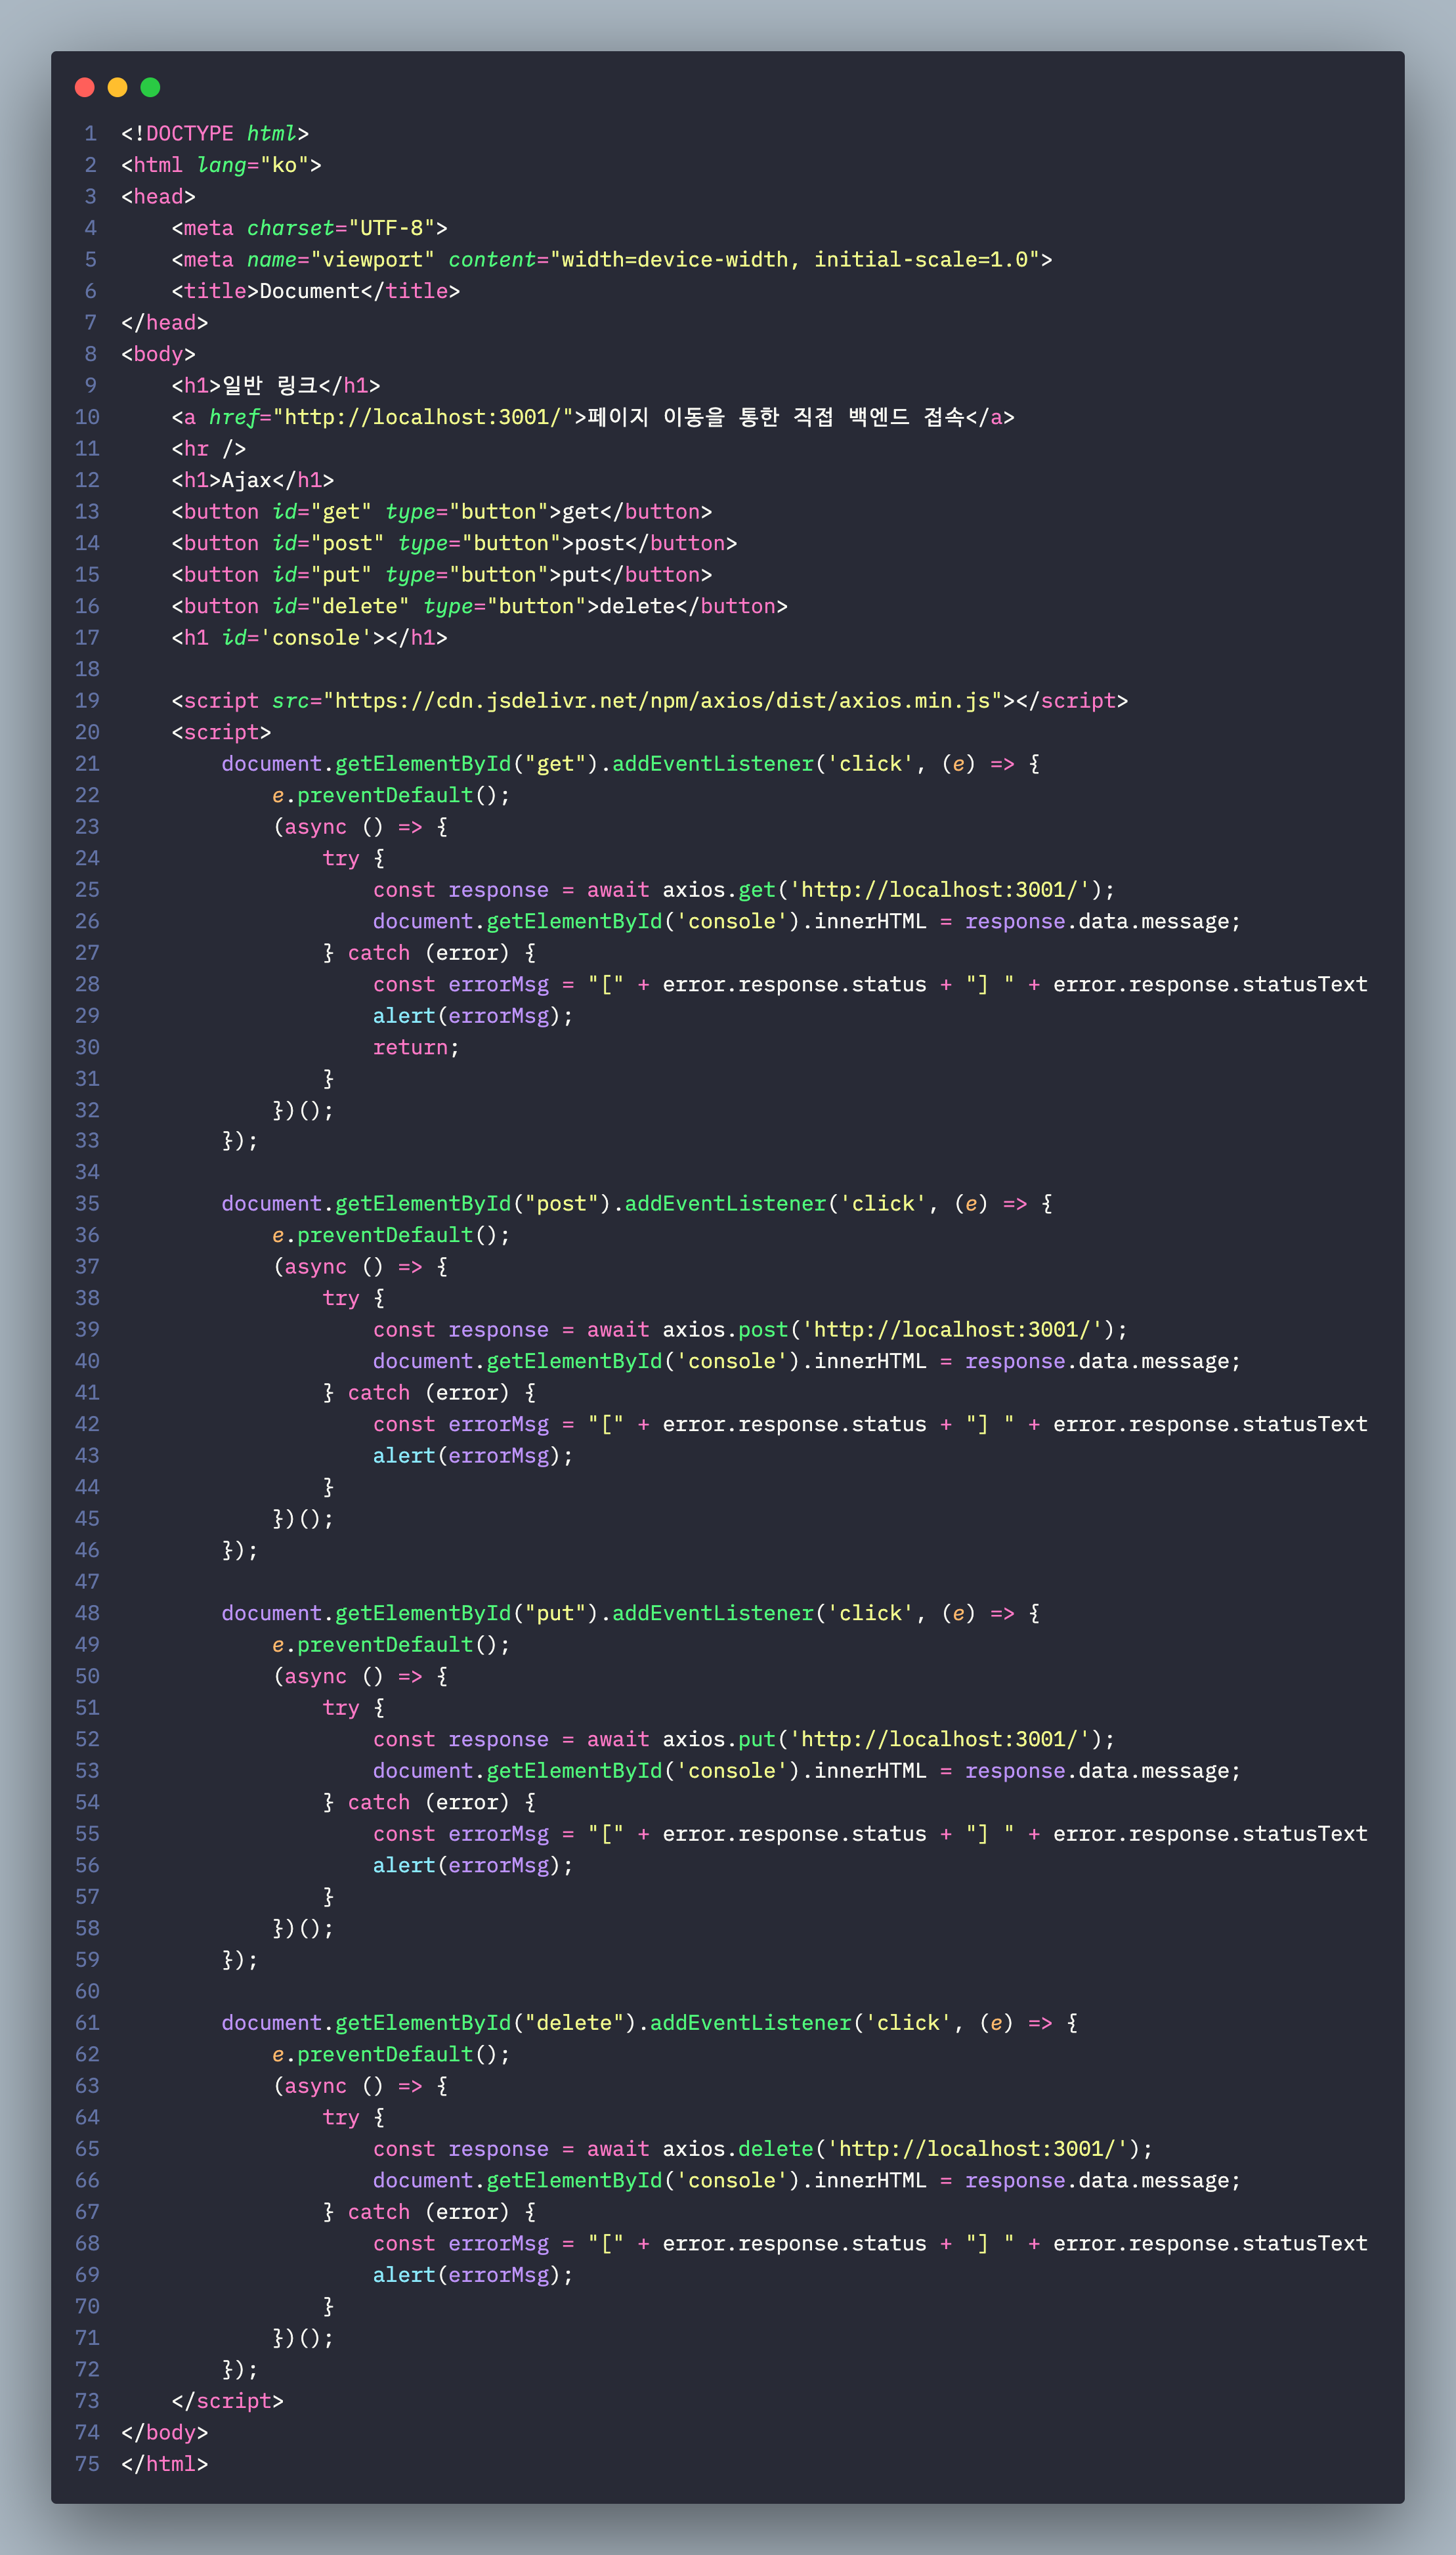 1 <!DOCTYPE html>
2 <html lang="ko">
3 <head>
4     <meta charset="UTF-8">
5     <meta name="viewport" content="width=device-width, initial-scale=1.0">
6     <title>Document</title>
7 </head>
8 <body>
9     <h1>일반 링크</h1>
10     <a href="http://localhost:3001/">페이지 이동을 통한 직접 백엔드 접속</a>
11     <hr />
12     <h1>Ajax</h1>
13     <button id="get" type="button">get</button>
14     <button id="post" type="button">post</button>
15     <button id="put" type="button">put</button>
16     <button id="delete" type="button">delete</button>
17     <h1 id='console'></h1>
18
19     <script src="https://cdn.jsdelivr.net/npm/axios/dist/axios.min.js"></script>
20     <script>
21         document.getElementById("get").addEventListener('click', (e) => {
22             e.preventDefault();
23             (async () => {
24                 try {
25                     const response = await axios.get('http://localhost:3001/');
26                     document.getElementById('console').innerHTML = response.data.message;
27                 } catch (error) {
28                     const errorMsg = "[" + error.response.status + "] " + error.response.statusText
29                     alert(errorMsg);
30                     return;
31                 }
32             })();
33         });
34
35         document.getElementById("post").addEventListener('click', (e) => {
36             e.preventDefault();
37             (async () => {
38                 try {
39                     const response = await axios.post('http://localhost:3001/');
40                     document.getElementById('console').innerHTML = response.data.message;
41                 } catch (error) {
42                     const errorMsg = "[" + error.response.status + "] " + error.response.statusText
43                     alert(errorMsg);
44                 }
45             })();
46         });
47
48         document.getElementById("put").addEventListener('click', (e) => {
49             e.preventDefault();
50             (async () => {
51                 try {
52                     const response = await axios.put('http://localhost:3001/');
53                     document.getElementById('console').innerHTML = response.data.message;
54                 } catch (error) {
55                     const errorMsg = "[" + error.response.status + "] " + error.response.statusText
56                     alert(errorMsg);
57                 }
58             })();
59         });
60
61         document.getElementById("delete").addEventListener('click', (e) => {
62             e.preventDefault();
63             (async () => {
64                 try {
65                     const response = await axios.delete('http://localhost:3001/');
66                     document.getElementById('console').innerHTML = response.data.message;
67                 } catch (error) {
68                     const errorMsg = "[" + error.response.status + "] " + error.response.statusText
69                     alert(errorMsg);
70                 }
71             })();
72         });
73     </script>
74 </body>
75 </html>